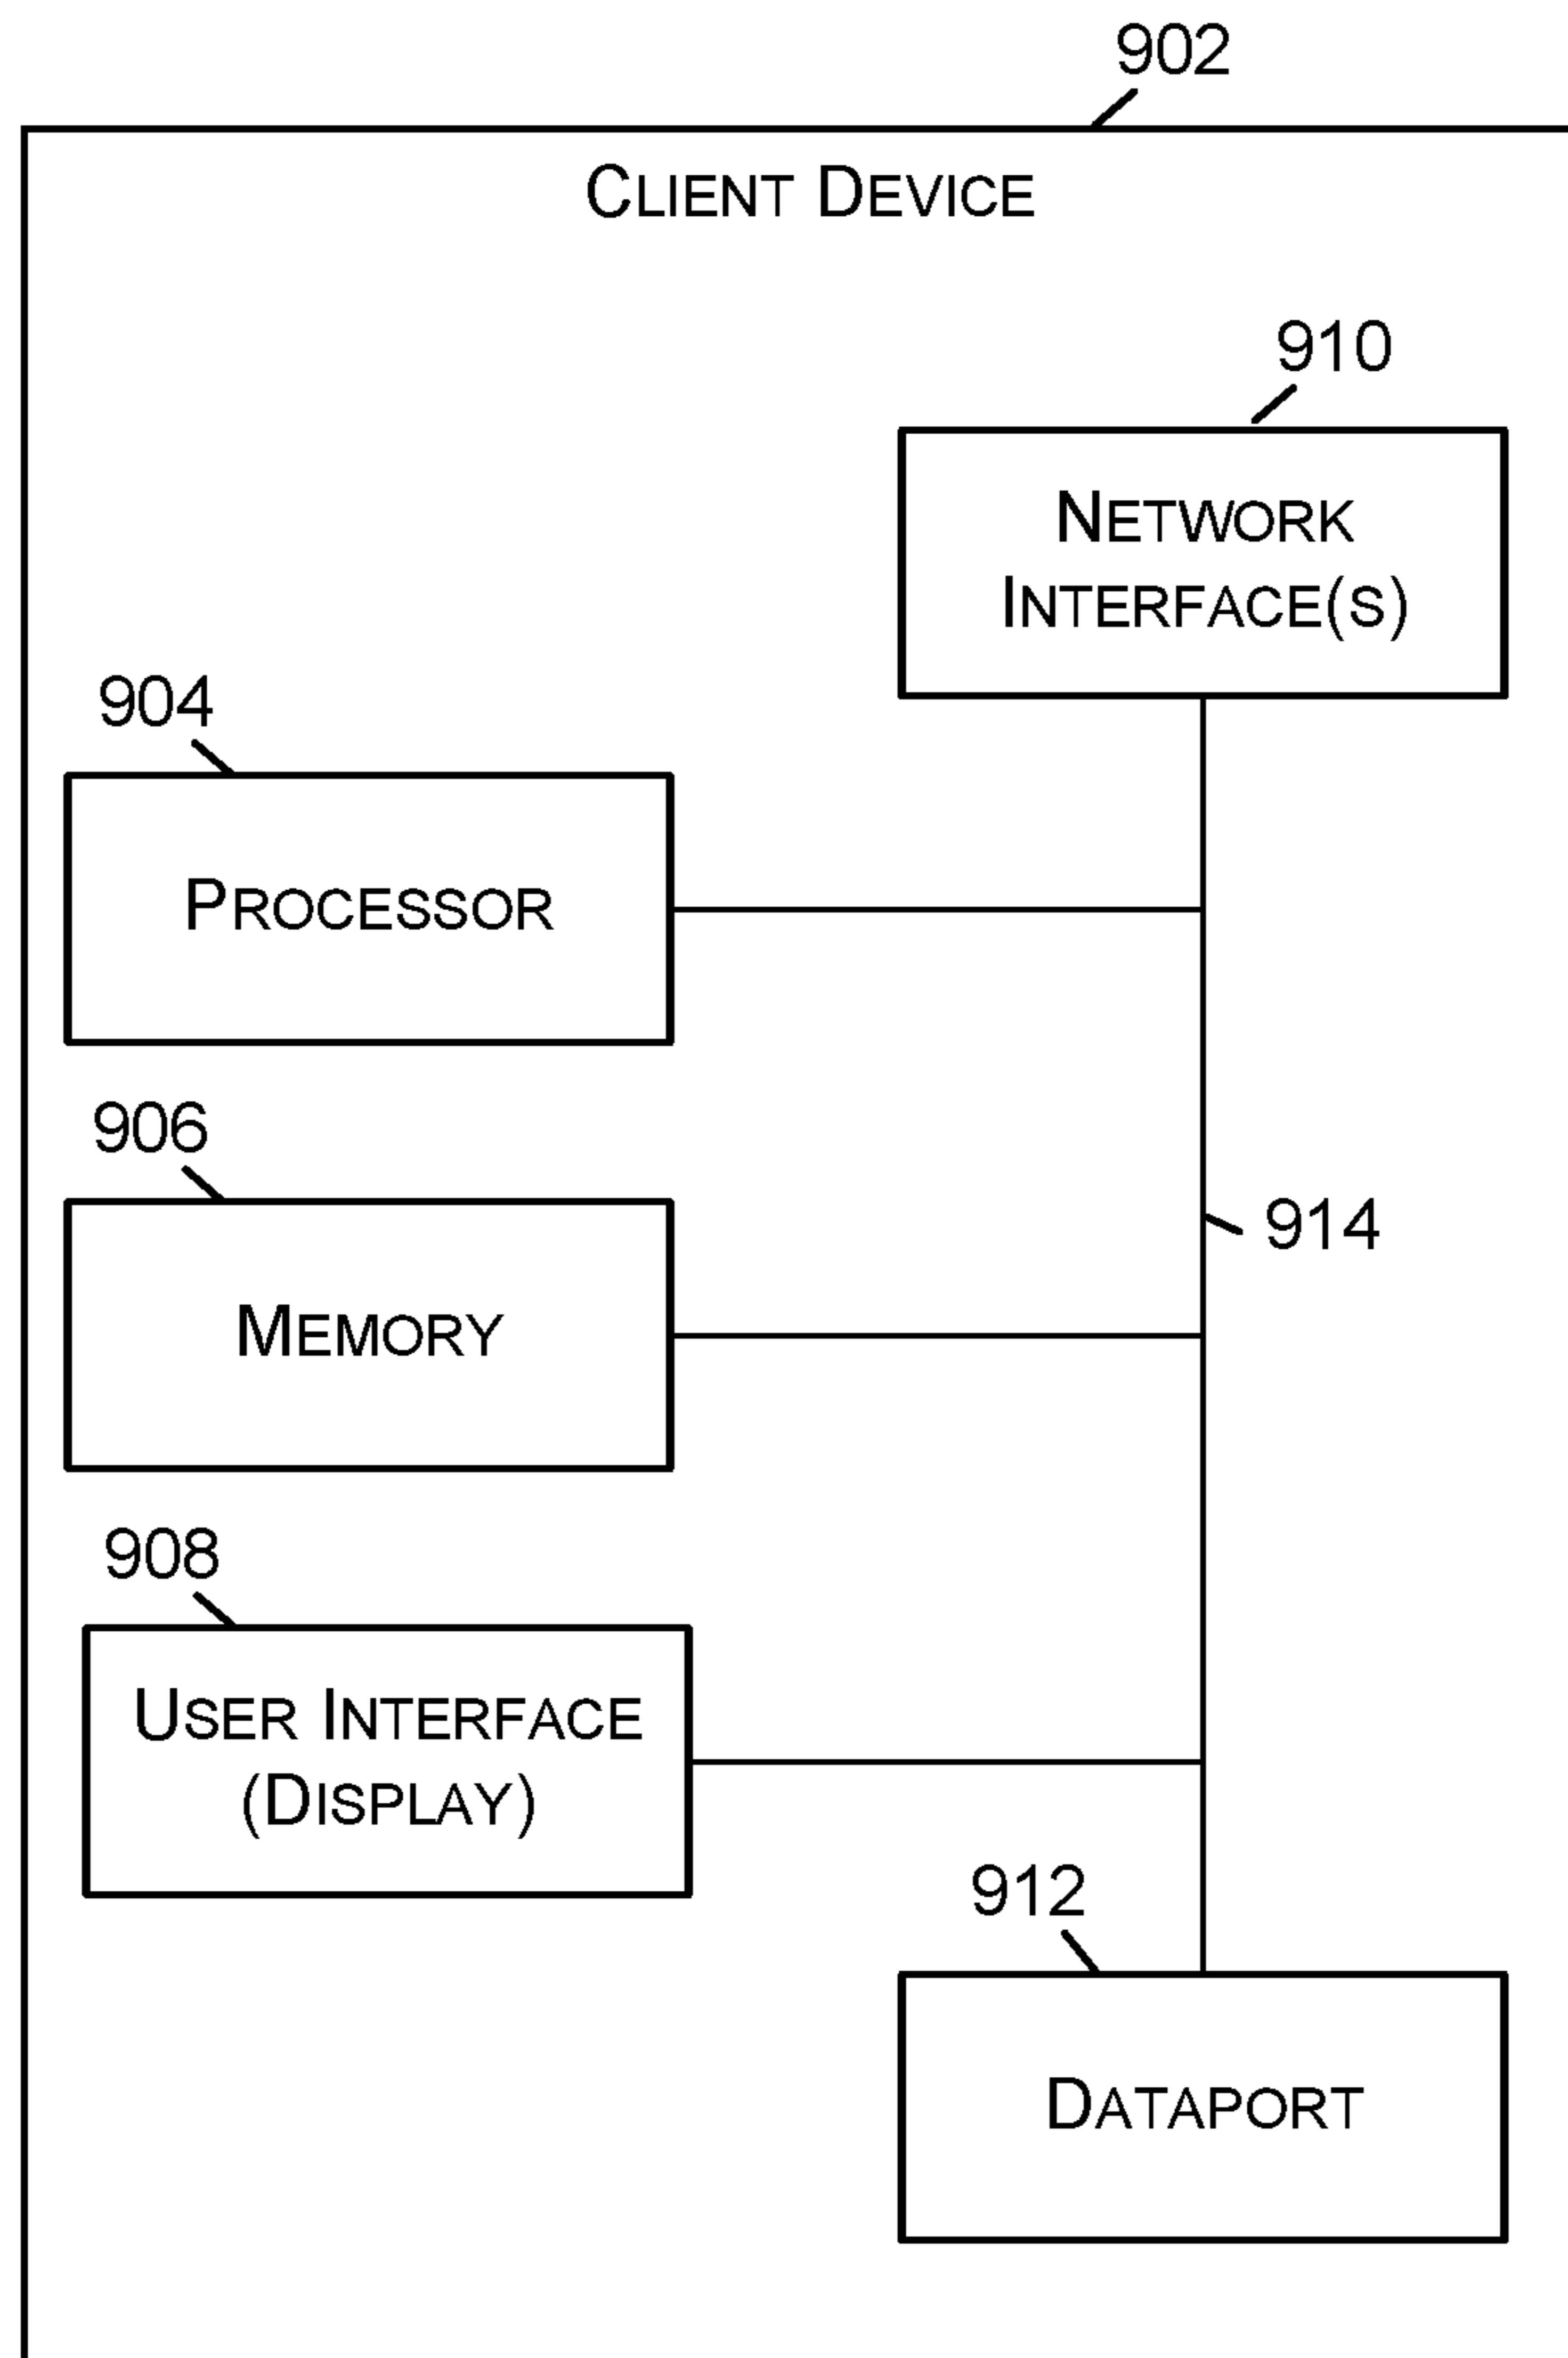 902
CLIENT DEVICE
910
NETWORK
INTERFACE(S)
904
PROCESSOR
906
914
MEMORY
908
USER INTERFACE
(DISPLAY)
912
DATAPORT